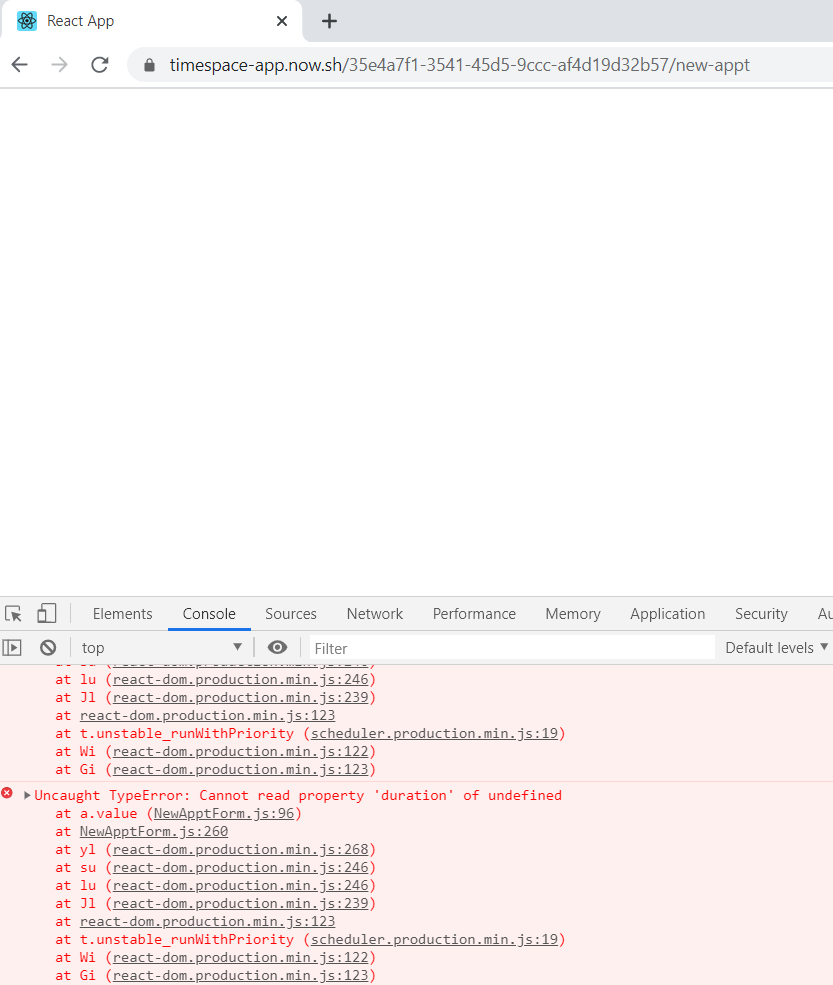 React App
timespace-app.now.sh/35e4a7f1-3541-45d5-9ccc-af4d19d32b57/new-appt
Elements Console Sources Network Performance Memory Application Security Au
top Filter Default levels
at lu (react-dom.production.min.js:246)
at Jl (react-dom.production.min.js:239)
at react-dom.production.min.js:123
at t.unstable_runWithPriority (scheduler.production.min.js:19)
at Wi (react-dom.production.min.js:122)
at Gi (react-dom.production.min.js:123)
Uncaught TypeError: Cannot read property 'duration' of undefined
at a.value (NewApptForm.js:96)
at NewApptForm.js:260
at yl (react-dom.production.min.js:268)
at su (react-dom.production.min.js:246)
at lu (react-dom.production.min.js:246)
at Jl (react-dom.production.min.js:239)
at react-dom.production.min.js:123
at t.unstable_runWithPriority (scheduler.production.min.js:19)
at Wi (react-dom.production.min.js:122)
at Gi (react-dom.production.min.js:123)